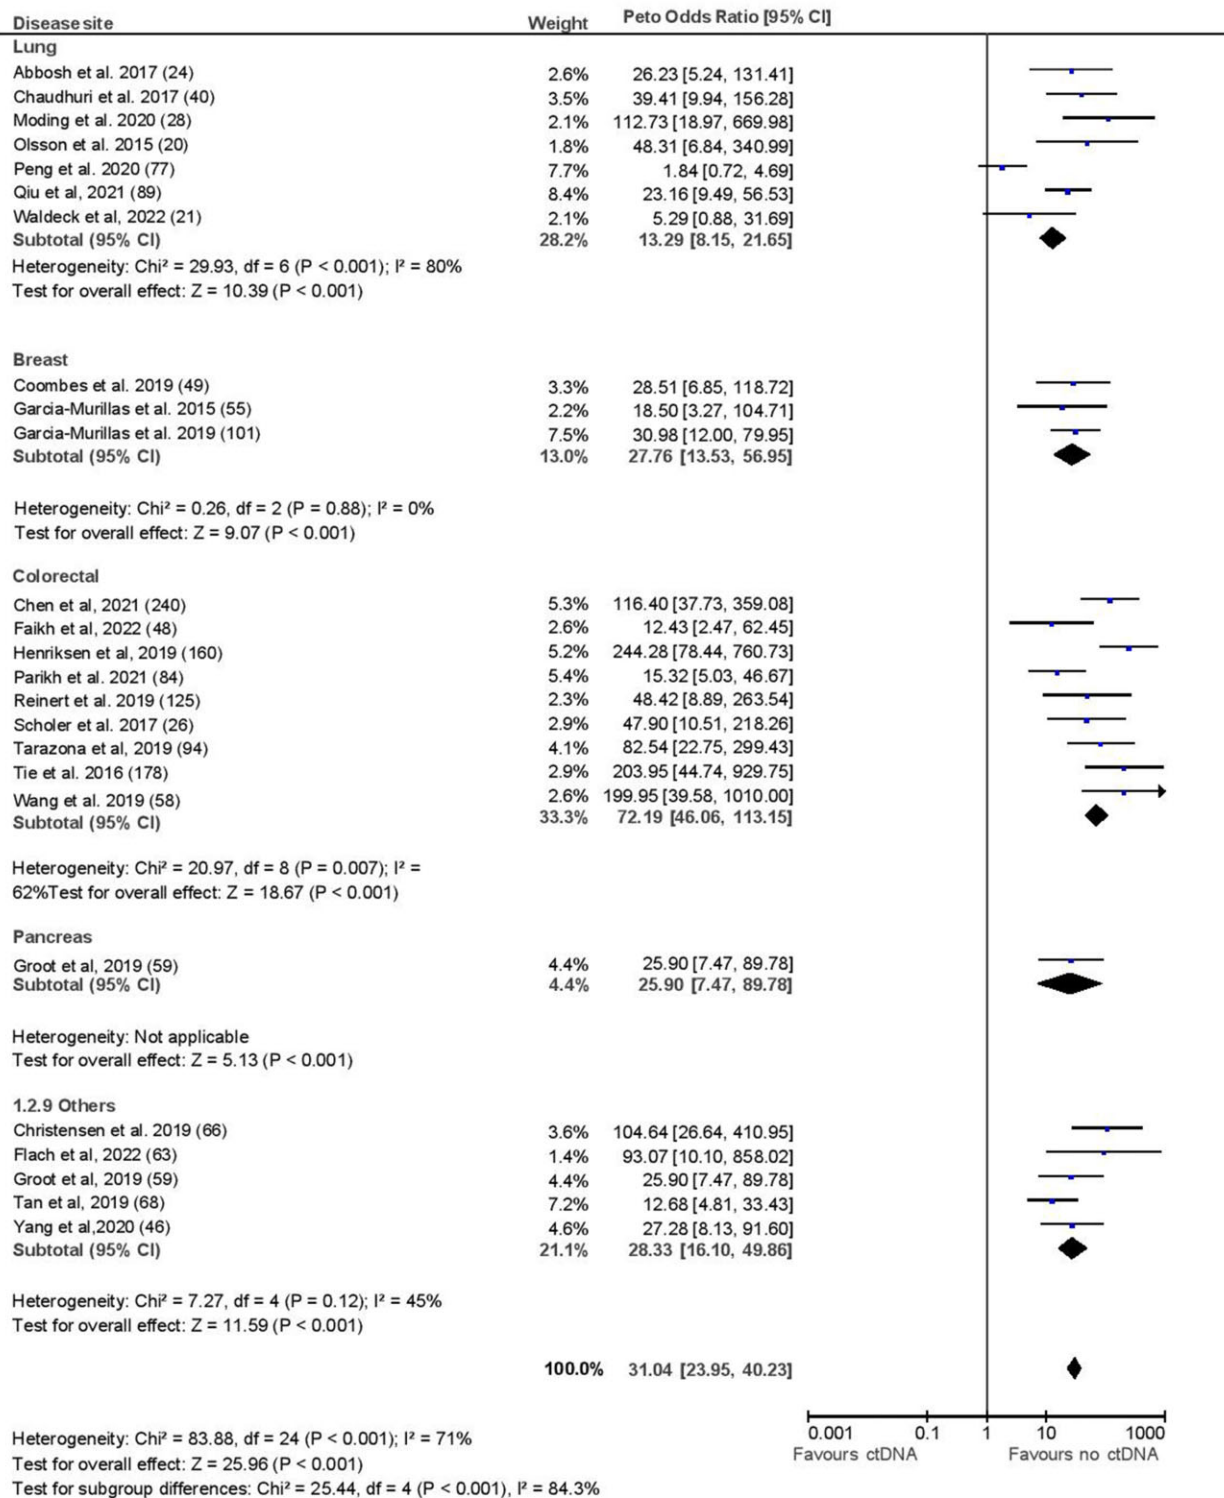 Disease site Weight Peto Odds Ratio [95% CI]
Lung
Abbosh et al. 2017 (24) 2.6% 26.23 [5.24, 131.41]
Chaudhuri et al. 2017 (40) 3.5% 39.41 [9.94, 156.28]
Moding et al. 2020 (28) 2.1% 112.73 [18.97, 669.98]
Olsson et al. 2015 (20) 1.8% 48.31 [6.84, 340.99]
Peng et al. 2020 (77) 7.7% 1.84 [0.72, 4.69]
Qiu et al, 2021 (89) 8.4% 23.16 [9.49, 56.53]
Waldeck et al, 2022 (21) 2.1% 5.29 [0.88, 31.69]
Subtotal (95% CI) 28.2% 13.29 [8.15, 21.65]
Heterogeneity: Chi² = 29.93, df = 6 (P < 0.001); I² = 80%
Test for overall effect: Z = 10.39 (P < 0.001)
Breast
Coombes et al. 2019 (49) 3.3% 28.51 [6.85, 118.72]
Garcia-Murillas et al. 2015 (55) 2.2% 18.50 [3.27, 104.71]
Garcia-Murillas et al. 2019 (101) 7.5% 30.98 [12.00, 79.95]
Subtotal (95% CI) 13.0% 27.76 [13.53, 56.95]
Heterogeneity: Chi² = 0.26, df = 2 (P = 0.88); I² = 0%
Test for overall effect: Z = 9.07 (P < 0.001)
Colorectal
Chen et al, 2021 (240) 5.3% 116.40 [37.73, 359.08]
Faikh et al, 2022 (48) 2.6% 12.43 [2.47, 62.45]
Henriksen et al, 2019 (160) 5.2% 244.28 [78.44, 760.73]
Parikh et al. 2021 (84) 5.4% 15.32 [5.03, 46.67]
Reinert et al. 2019 (125) 2.3% 48.42 [8.89, 263.54]
Scholer et al. 2017 (26) 2.9% 47.90 [10.51, 218.26]
Tarazona et al, 2019 (94) 4.1% 82.54 [22.75, 299.43]
Tie et al. 2016 (178) 2.9% 203.95 [44.74, 929.75]
Wang et al. 2019 (58) 2.6% 199.95 [39.58, 1010.00]
Subtotal (95% CI) 33.3% 72.19 [46.06, 113.15]
Heterogeneity: Chi² = 20.97, df = 8 (P = 0.007); I² =
62%Test for overall effect: Z = 18.67 (P < 0.001)
Pancreas
Groot et al, 2019 (59) 4.4% 25.90 [7.47, 89.78]
Subtotal (95% CI) 4.4% 25.90 [7.47, 89.78]
Heterogeneity: Not applicable
Test for overall effect: Z = 5.13 (P < 0.001)
1.2.9 Others
Christensen et al. 2019 (66) 3.6% 104.64 [26.64, 410.95]
Flach et al, 2022 (63) 1.4% 93.07 [10.10, 858.02]
Groot et al, 2019 (59) 4.4% 25.90 [7.47, 89.78]
Tan et al, 2019 (68) 7.2% 12.68 [4.81, 33.43]
Yang et al,2020 (46) 4.6% 27.28 [8.13, 91.60]
Subtotal (95% CI) 21.1% 28.33 [16.10, 49.86]
Heterogeneity: Chi² = 7.27, df = 4 (P = 0.12); I² = 45%
Test for overall effect: Z = 11.59 (P < 0.001)
100.0% 31.04 [23.95, 40.23]
0.001 0.1 1 10 1000
Favours ctDNA Favours no ctDNA
Heterogeneity: Chi² = 83.88, df = 24 (P < 0.001); I² = 71%
Test for overall effect: Z = 25.96 (P < 0.001)
Test for subgroup differences: Chi² = 25.44, df = 4 (P < 0.001), I² = 84.3%